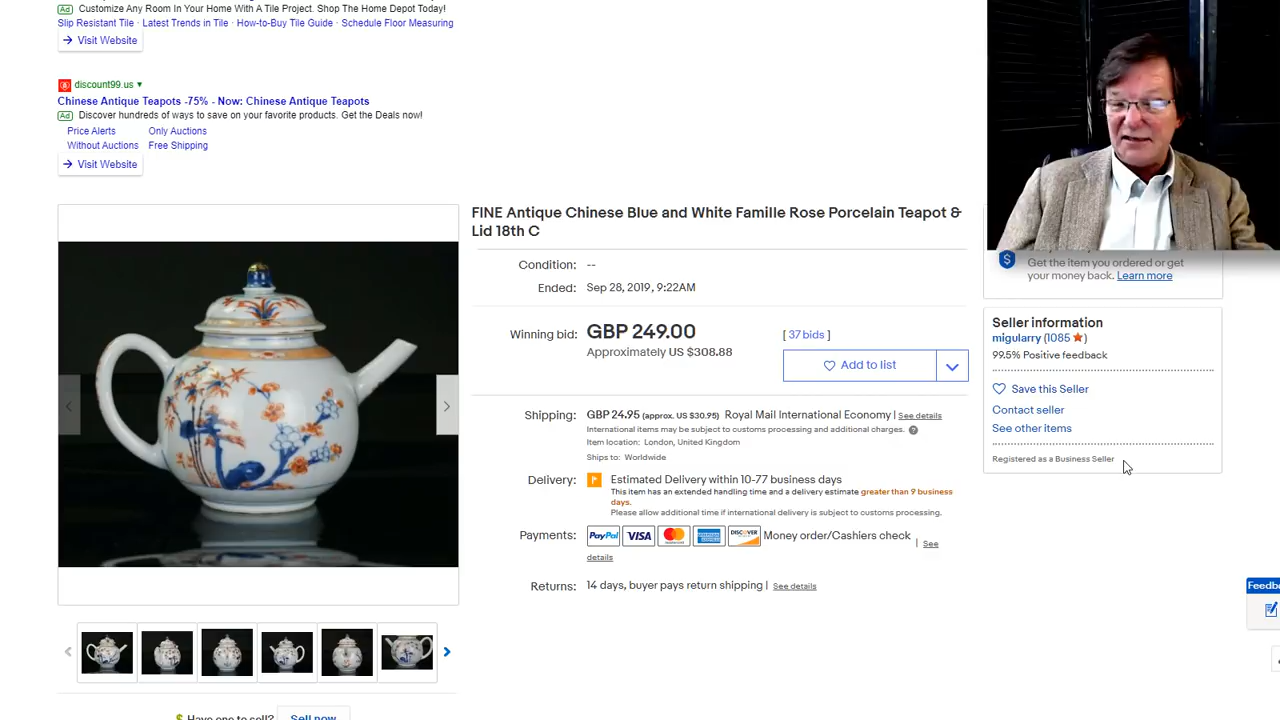 Ad Customize Any Room In Your Home With A Tile Project. Shop The Home Depot Today!
Slip Resistant Tile · Latest Trends in Tile · How-to-Buy Tile Guide · Schedule Floor Measuring
Visit Website
discount99.us
Chinese Antique Teapots -75% - Now: Chinese Antique Teapots
Ad Discover hundreds of ways to save on your favorite products. Get the Deals now!
Price Alerts Only Auctions
Without Auctions Free Shipping
Visit Website
FINE Antique Chinese Blue and White Famille Rose Porcelain Teapot &
Lid 18th C
Condition: --
Ended: Sep 28, 2019, 9:22AM
Winning bid: GBP 249.00 [ 37 bids ]
Approximately US $308.88
Add to list
Shipping: GBP 24.95 (approx. US $30.95) Royal Mail International Economy | See details
International items may be subject to customs processing and additional charges.
Item location: London, United Kingdom
Ships to: Worldwide
Delivery: Estimated Delivery within 10-77 business days
This item has an extended handling time and a delivery estimate greater than 9 business
days.
Please allow additional time if international delivery is subject to customs processing.
Payments: PayPal VISA MasterCard AMERICAN EXPRESS DISCOVER Money order/Cashiers check | See
details
Returns: 14 days, buyer pays return shipping | See details
Get the item you ordered or get
your money back. Learn more
Seller information
migularry (1085)
99.5% Positive feedback
Save this Seller
Contact seller
See other items
Registered as a Business Seller
Feedb
Have one to sell? Sell now